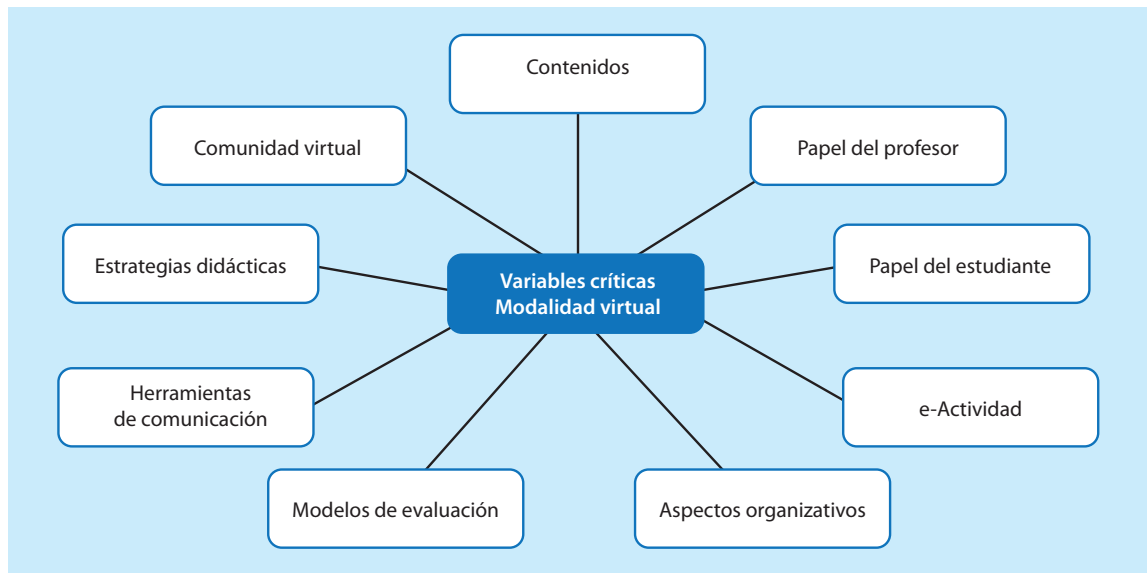 Contenidos
Comunidad virtual
Papel del profesor
Estrategias didácticas
Variables críticas
Modalidad virtual
Papel del estudiante
Herramientas
de comunicación
e-Actividad
Modelos de evaluación
Aspectos organizativos